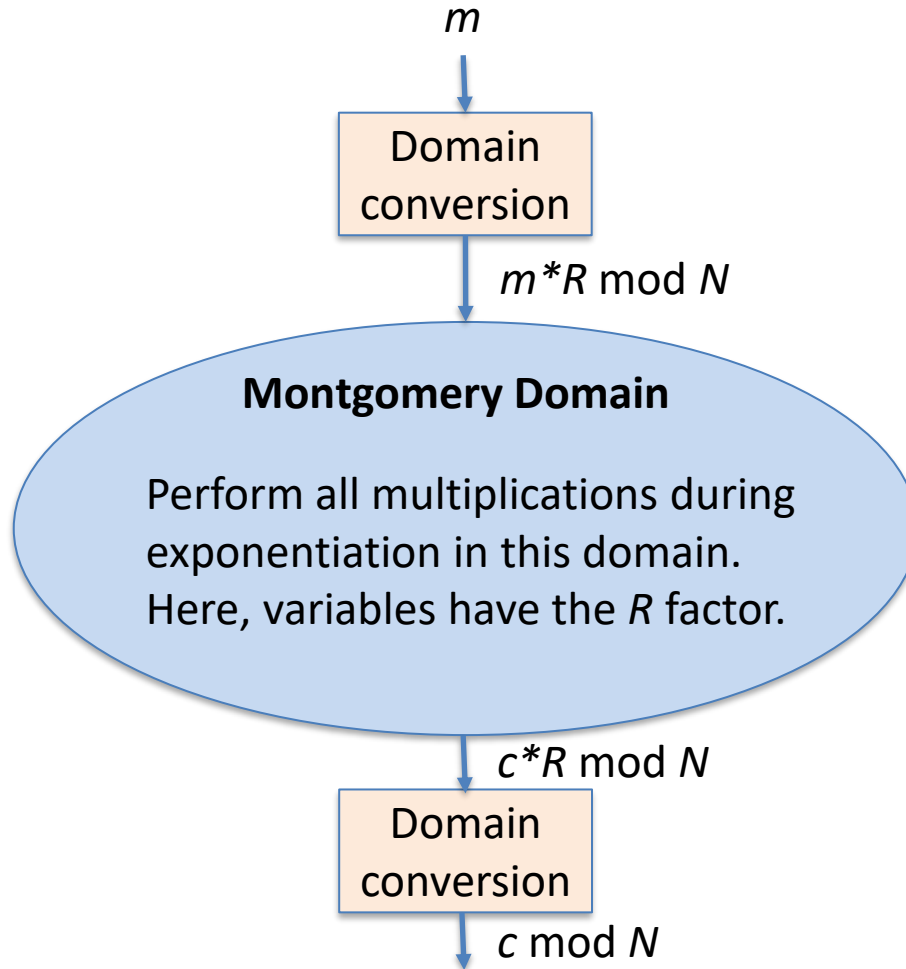 m
Domain
conversion
m*R mod N
Montgomery Domain
Perform all multiplications during
exponentiation in this domain.
Here, variables have the R factor.
c*R mod N
Domain
conversion
c mod N